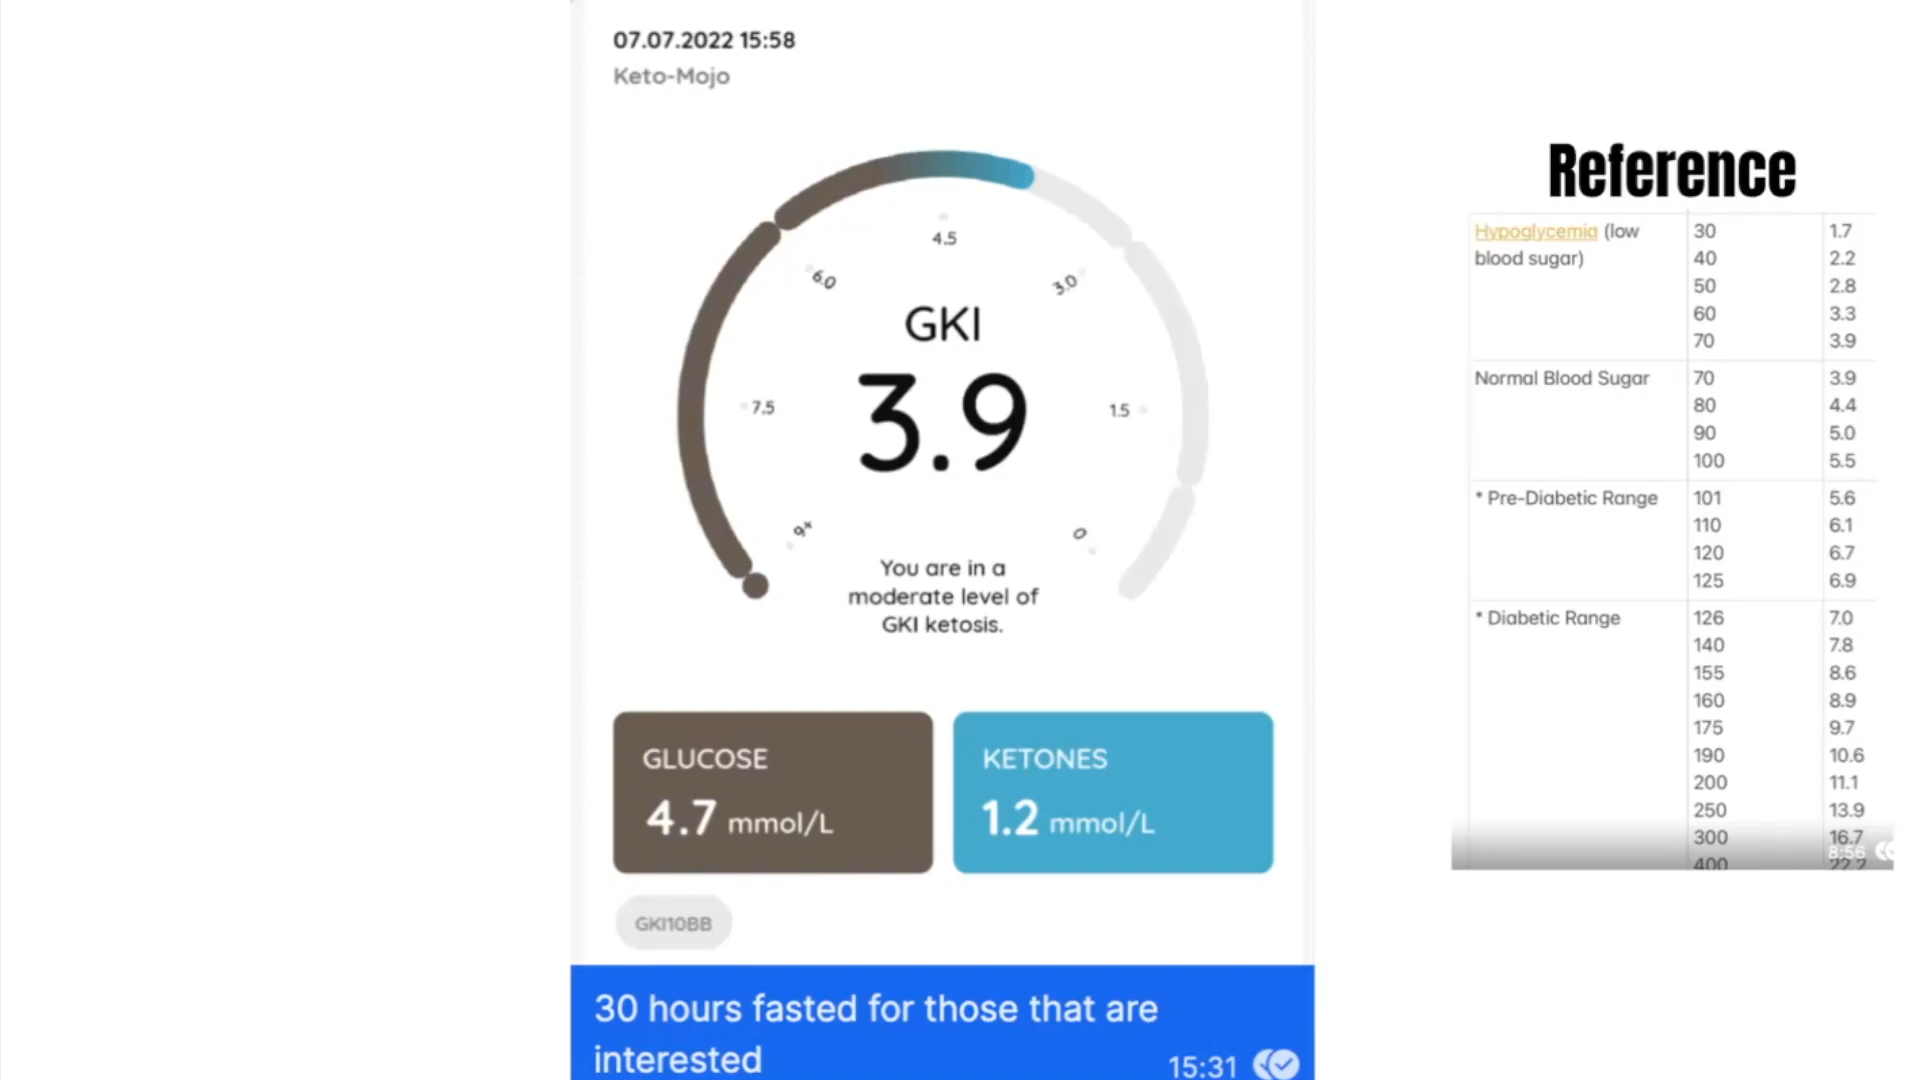 07.07.2022 15:58
Keto-Mojo
4.5
6.0
3.0
GKI
3.9
7.5
1.5
9+
0
You are in a
moderate level of
GKI ketosis.
GLUCOSE
4.7 mmol/L
KETONES
1.2 mmol/L
GKI10BB
30 hours fasted for those that are
interested
15:31
Reference
Hypoglycemia (low 30 1.7
blood sugar) 40 2.2
50 2.8
60 3.3
70 3.9
Normal Blood Sugar 70 3.9
80 4.4
90 5.0
100 5.5
* Pre-Diabetic Range 101 5.6
110 6.1
120 6.7
125 6.9
* Diabetic Range 126 7.0
140 7.8
155 8.6
160 8.9
175 9.7
190 10.6
200 11.1
250 13.9
300 16.7
8:56
400 22.2